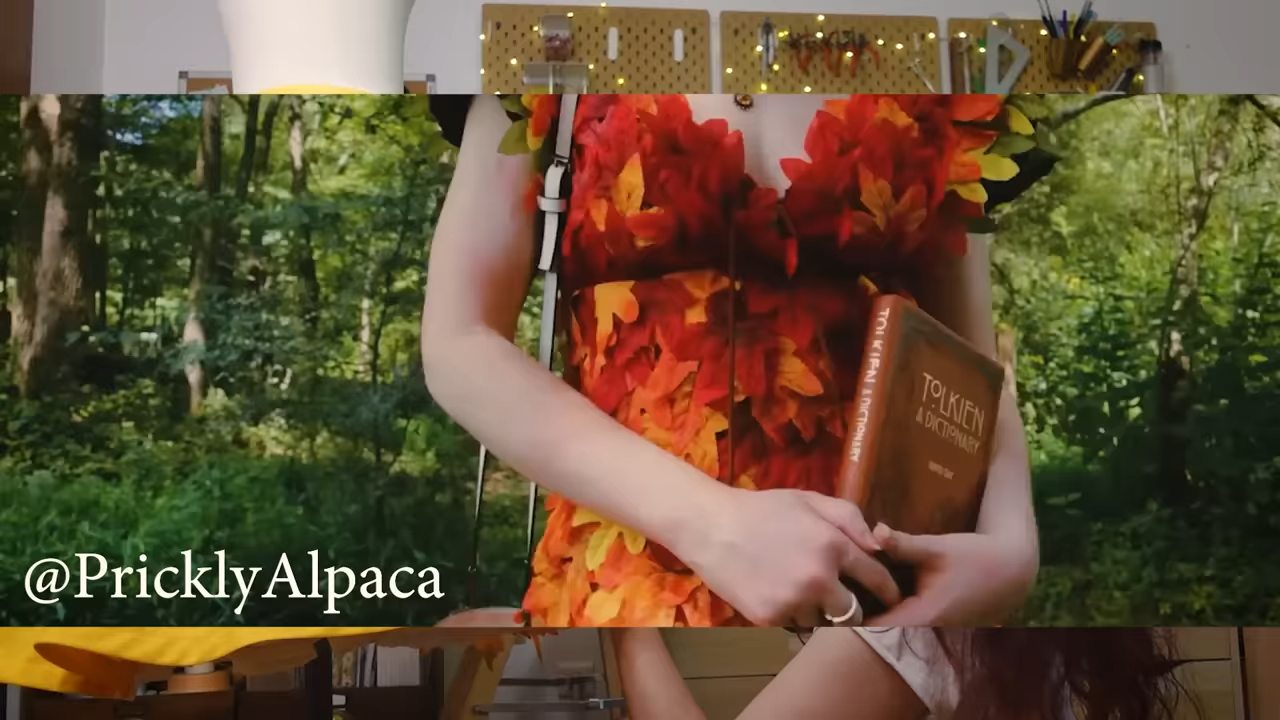 TOLKIEN A DICTIONARY
TOLKIEN
A DICTIONARY
@PricklyAlpaca